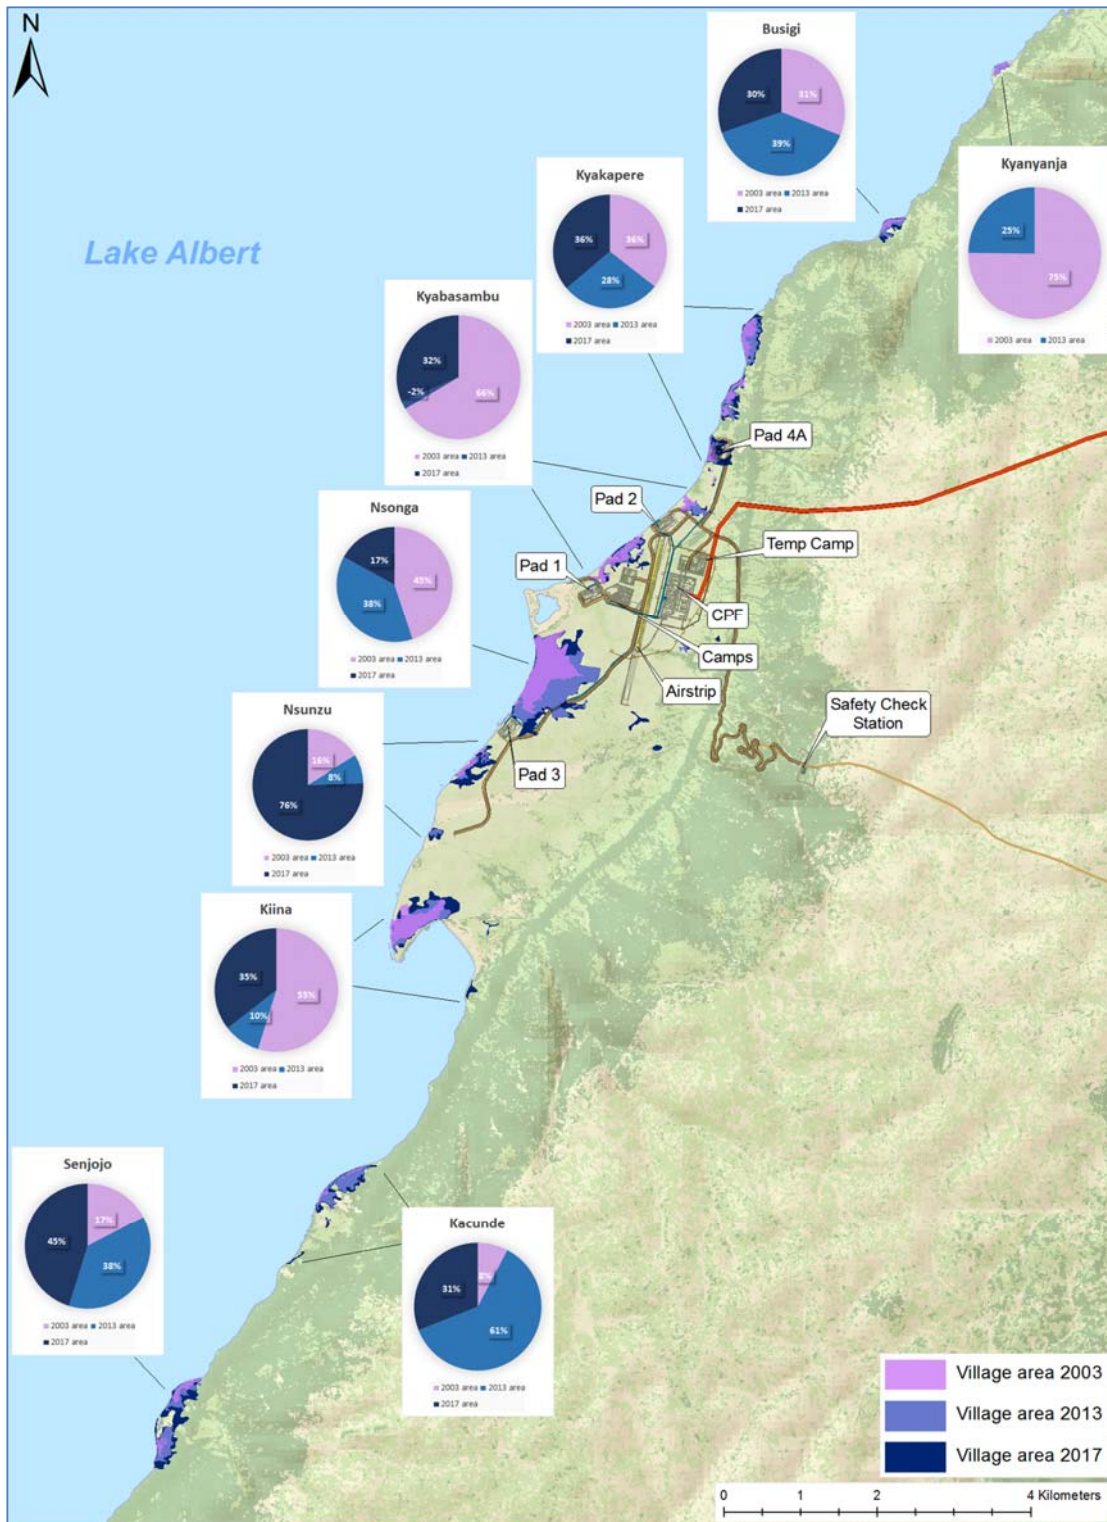 N
Busigi
30%
31%
39%
2003 area 2013 area
2017 area
Kyanyanja
25%
75%
2003 area 2013 area
Kyakapere
36%
36%
28%
2003 area 2013 area
2017 area
Lake Albert
Kyabasambu
32%
-2%
66%
2003 area 2013 area
2017 area
Pad 4A
Pad 2
Temp Camp
Pad 1
CPF
Camps
Airstrip
Safety Check
Station
Pad 3
Nsonga
17%
45%
38%
2003 area 2013 area
2017 area
Nsunzu
16%
8%
76%
2003 area 2013 area
2017 area
Kiina
35%
55%
10%
2003 area 2013 area
2017 area
Senjojo
17%
45%
38%
2003 area 2013 area
2017 area
Kacunde
8%
31%
61%
2003 area 2013 area
2017 area
Village area 2003
Village area 2013
Village area 2017
0 1 2 4 Kilometers